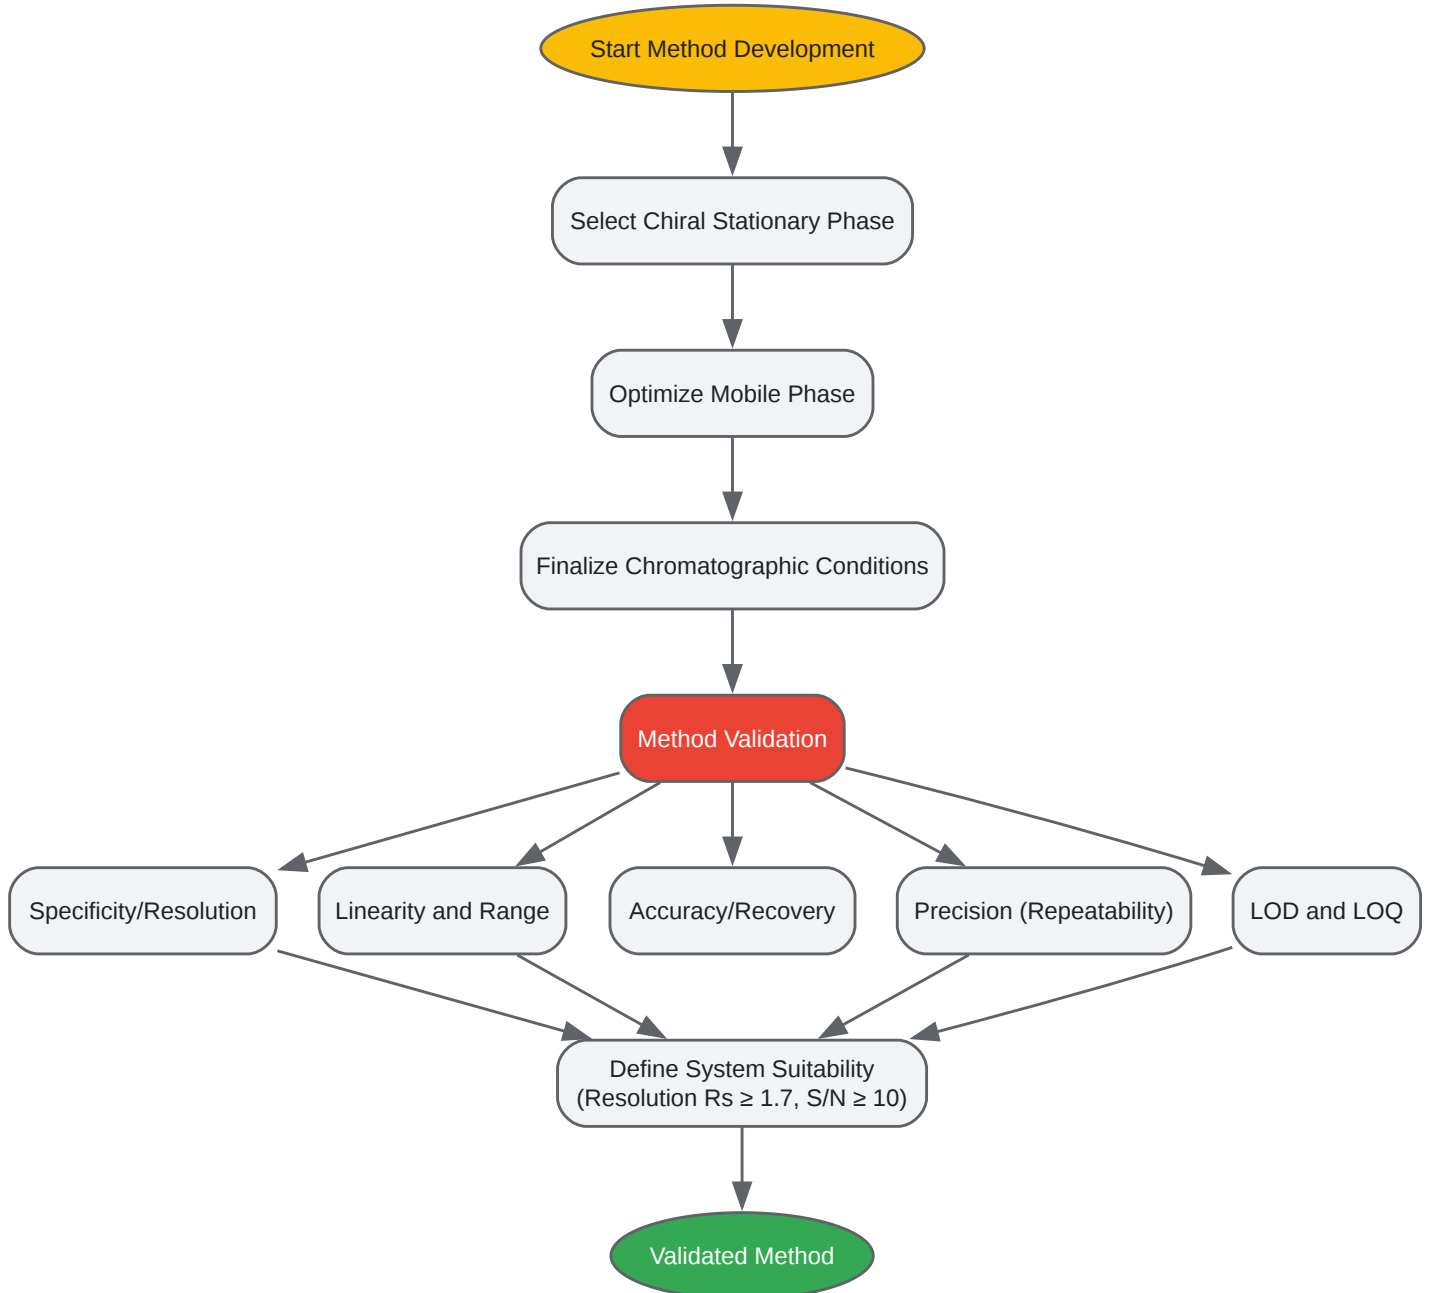 Start Method Development
Select Chiral Stationary Phase
Optimize Mobile Phase
Finalize Chromatographic Conditions
Method Validation
Specificity/Resolution
Linearity and Range
Accuracy/Recovery
Precision (Repeatability)
LOD and LOQ
Define System Suitability
(Resolution Rs ≥ 1.7, S/N ≥ 10)
Validated Method